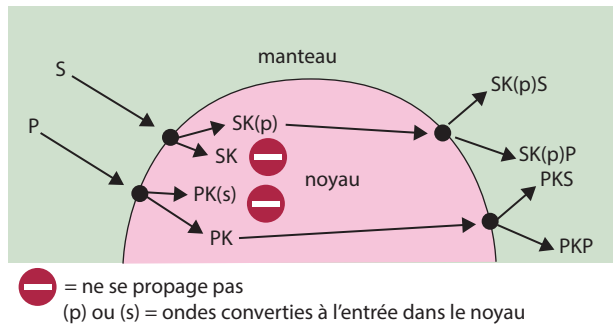 manteau
S
P
SK(p)
SK
PK(s)
PK
noyau
SK(p)S
SK(p)P
PKS
PKP
= ne se propage pas
(p) ou (s) = ondes converties à l'entrée dans le noyau